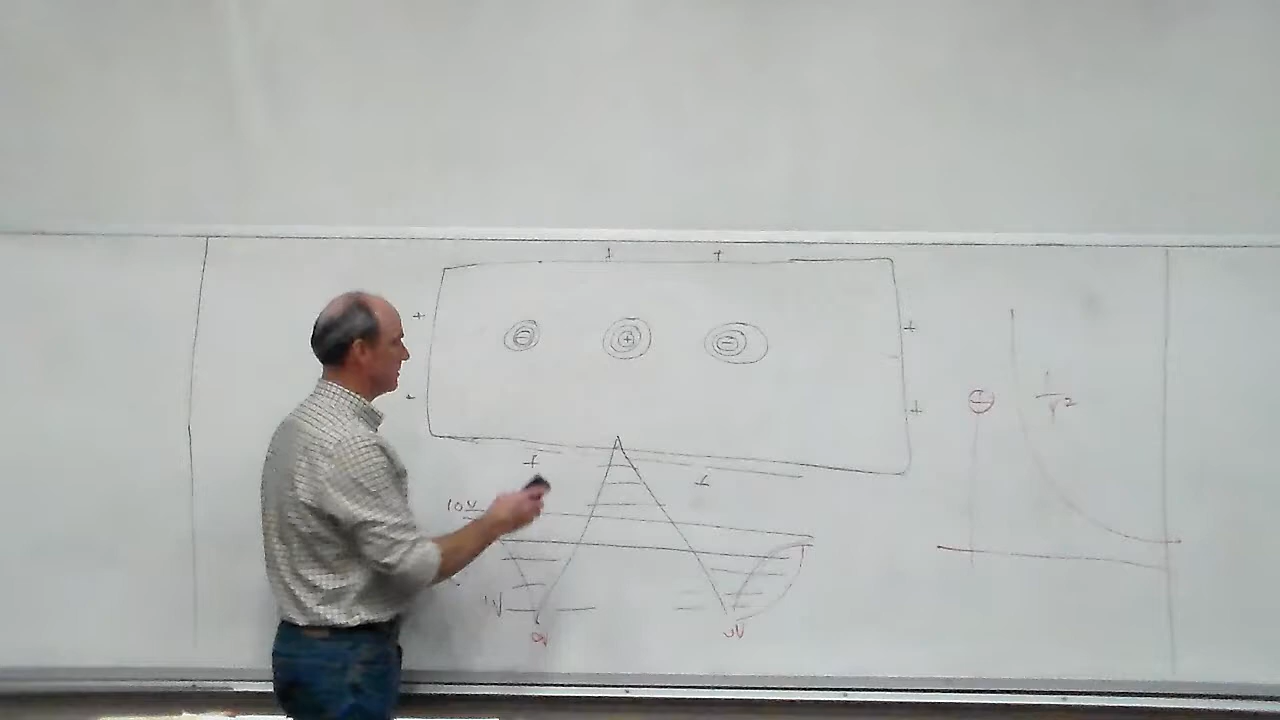 + +
+ +
⊖ ⊕ ⊖
+ +
+ +
10V
1V
0V 0V
⊕ 1/r²